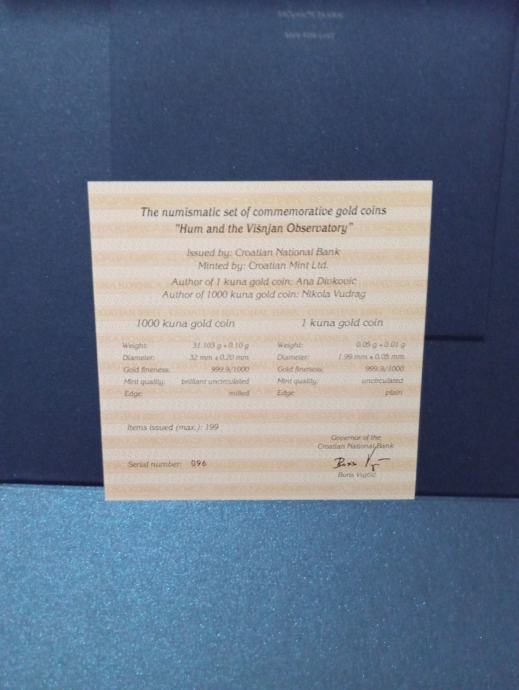 The numismatic set of commemorative gold coins
"Hum and the Višnjan Observatory"
Issued by: Croatian National Bank
Minted by: Croatian Mint Ltd.
Author of 1 kuna gold coin: Ana Divković
Author of 1000 kuna gold coin: Nikola Vudrag
1000 kuna gold coin
Weight: 31.103 g ± 0.10 g
Diameter: 32 mm ± 0.20 mm
Gold fineness: 999.9/1000
Mint quality: brilliant uncirculated
Edge: milled
1 kuna gold coin
Weight: 0.05 g ± 0.01 g
Diameter: 1.99 mm ± 0.05 mm
Gold fineness: 999.9/1000
Mint quality: uncirculated
Edge: plain
Items issued (max.): 199
Serial number: 096
Governor of the
Croatian National Bank
Boris Vujčić